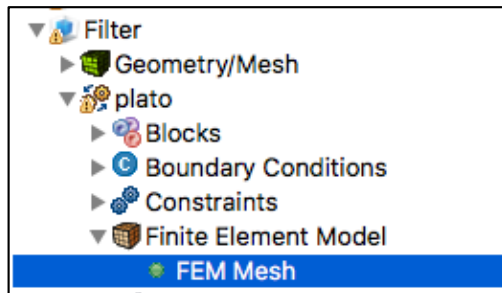 Filter
Geometry/Mesh
plato
Blocks
C Boundary Conditions
Constraints
Finite Element Model
FEM Mesh